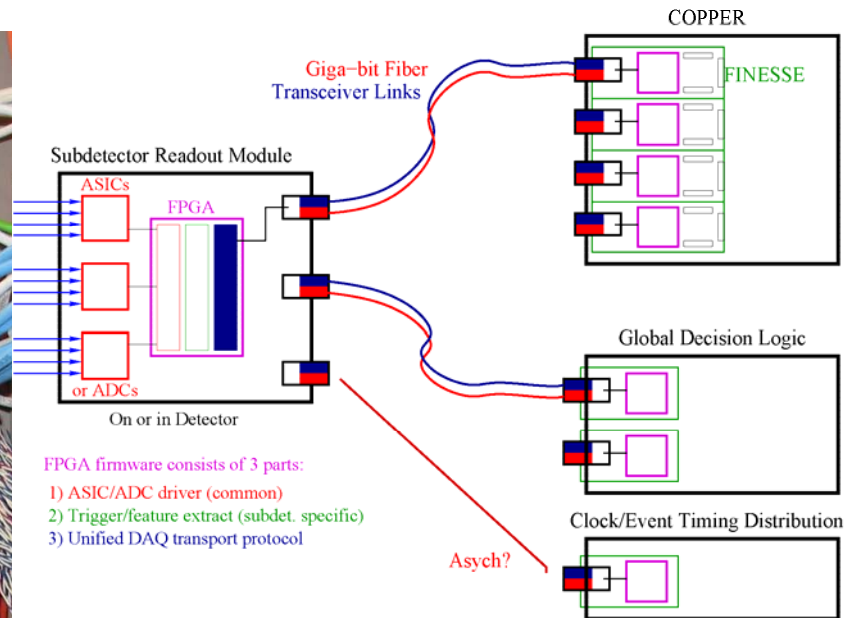 COPPER
Giga-bit Fiber
Transceiver Links
FINESSE
Subdetector Readout Module
ASICs
FPGA
or ADCs
On or in Detector
Global Decision Logic
FPGA firmware consists of 3 parts:
1) ASIC/ADC driver (common)
2) Trigger/feature extract (subdet. specific)
3) Unified DAQ transport protocol
Clock/Event Timing Distribution
Asych?